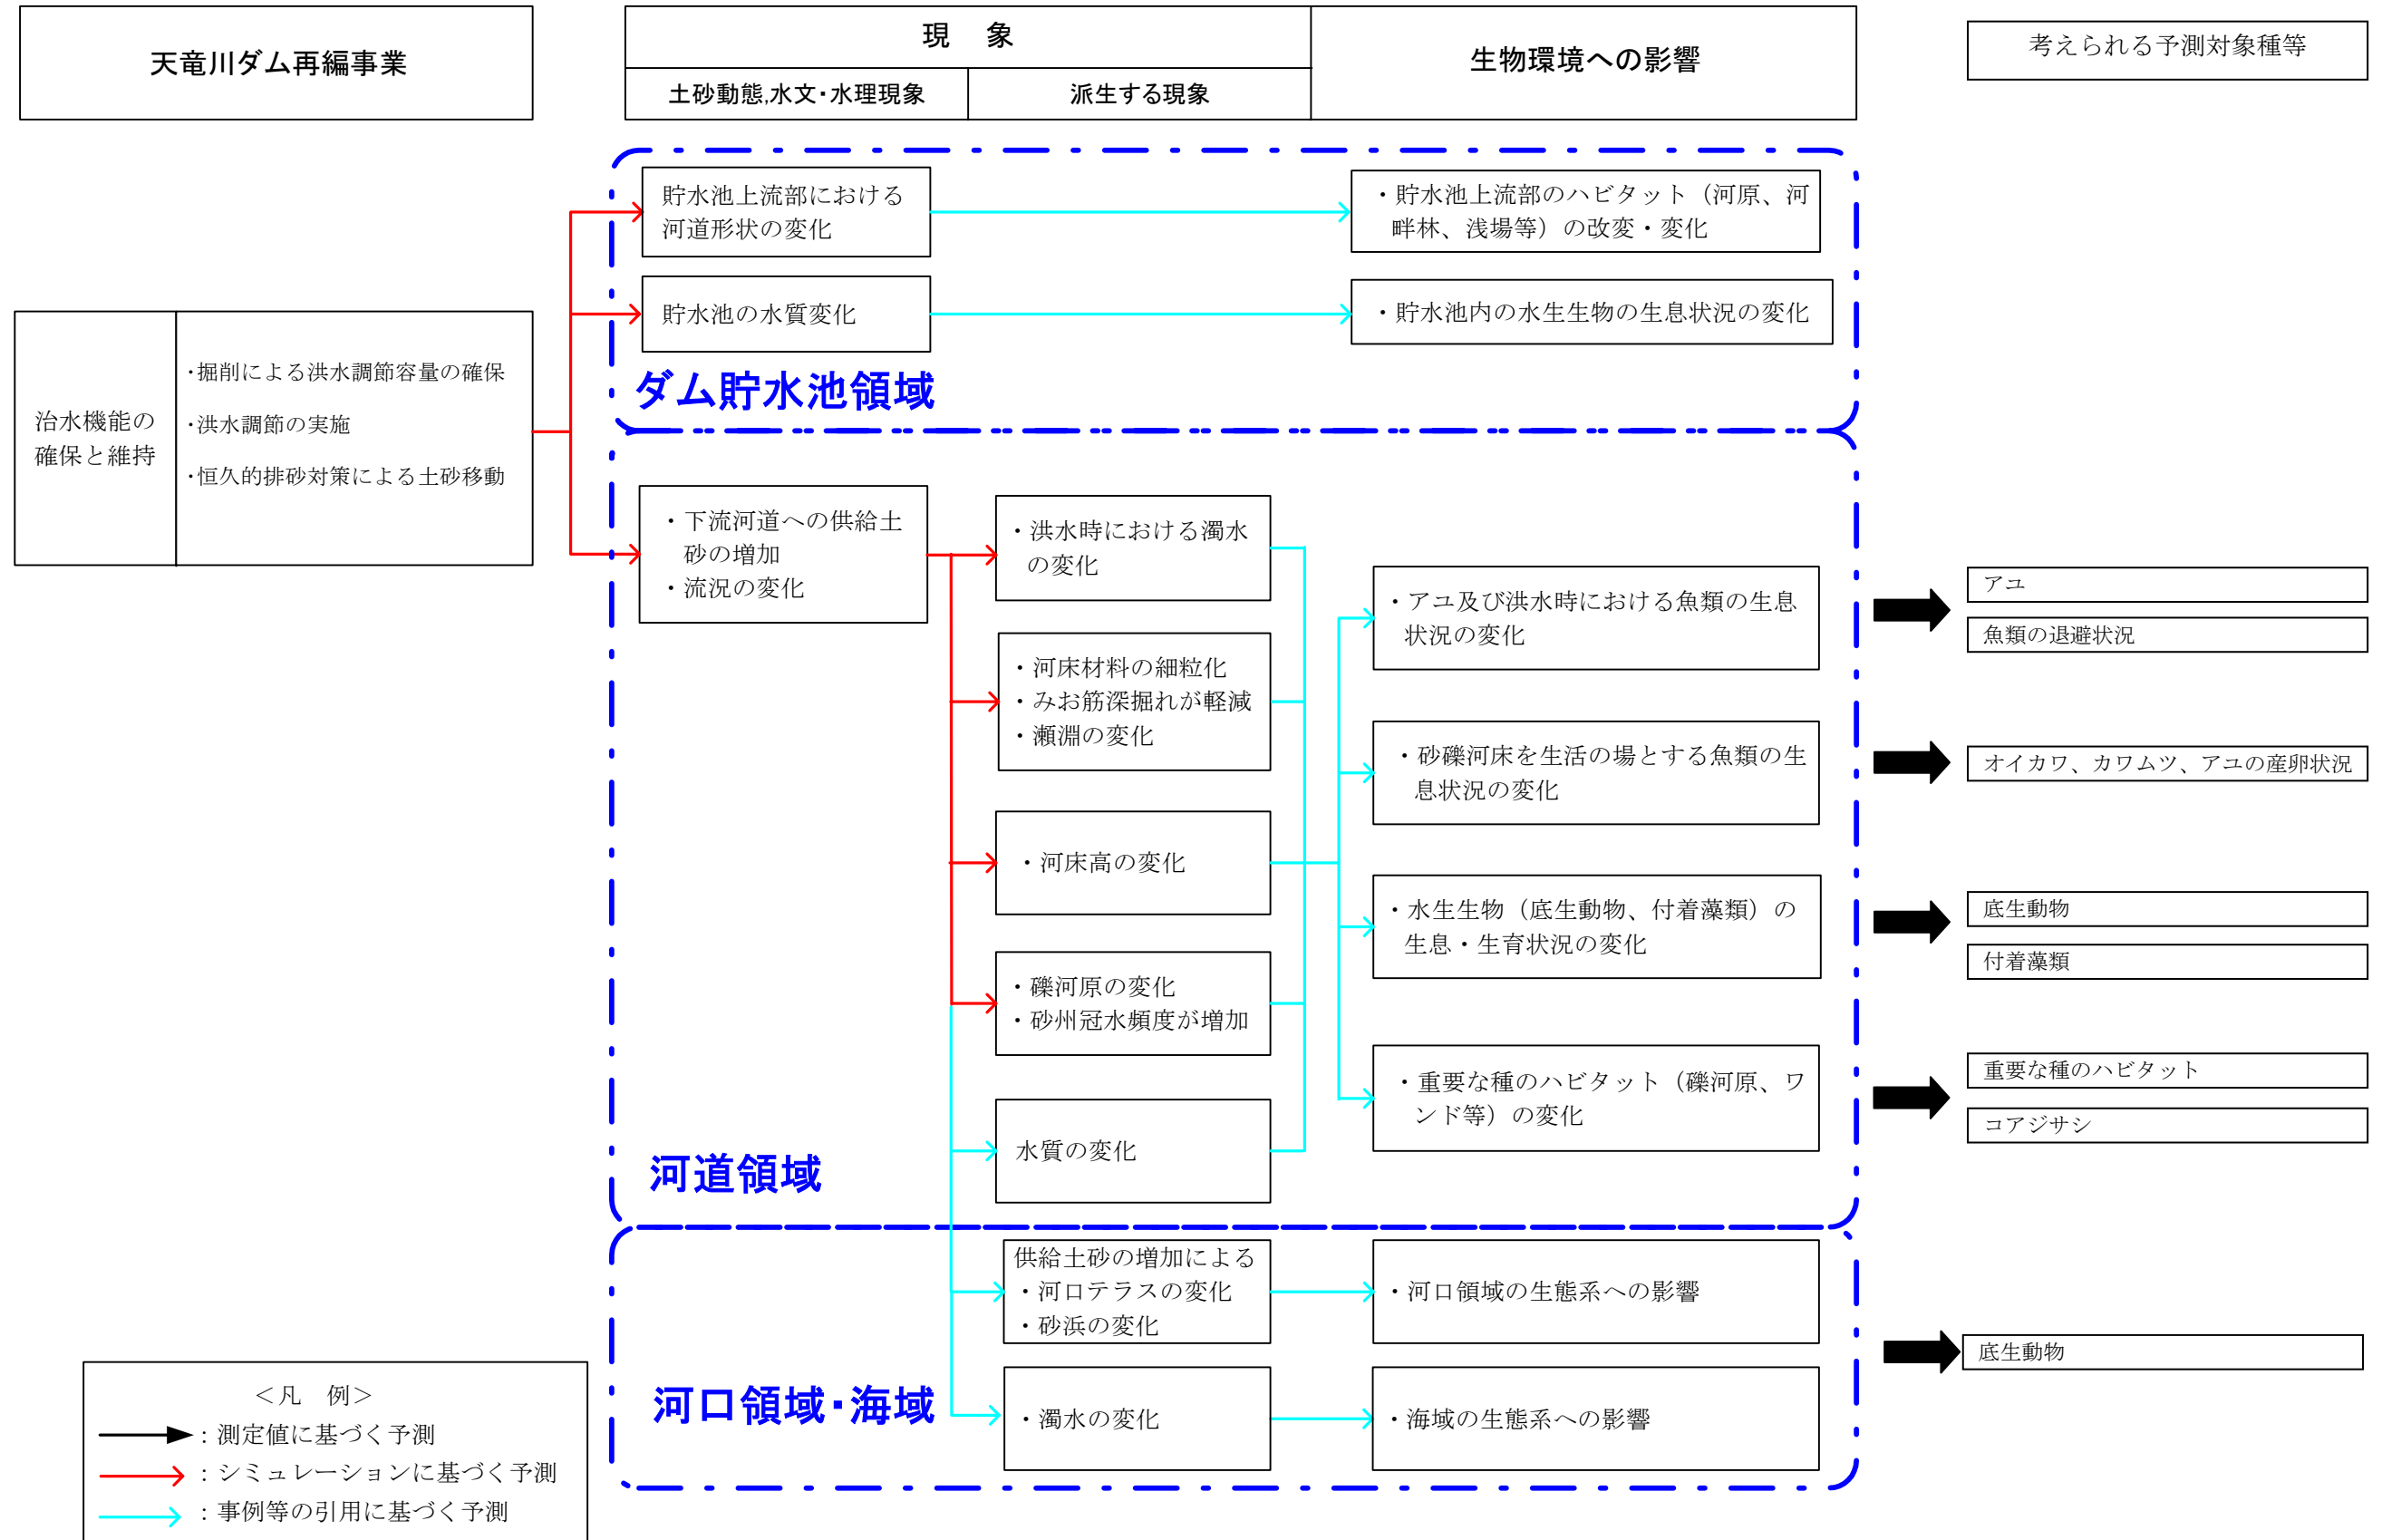 天竜川ダム再編事業
現 象
土砂動態,水文・水理現象
派生する現象
生物環境への影響
考えられる予測対象種等
治水機能の
確保と維持
・掘削による洪水調節容量の確保
・洪水調節の実施
・恒久的排砂対策による土砂移動
貯水池上流部における
河道形状の変化
・貯水池上流部のハビタット（河原、河
畔林、浅場等）の改変・変化
貯水池の水質変化
・貯水池内の水生生物の生息状況の変化
ダム貯水池領域
・下流河道への供給土
砂の増加
・流況の変化
・洪水時における濁水
の変化
・河床材料の細粒化
・みお筋深掘れが軽減
・瀬淵の変化
・河床高の変化
・礫河原の変化
・砂州冠水頻度が増加
水質の変化
・アユ及び洪水時における魚類の生息
状況の変化
・砂礫河床を生活の場とする魚類の生
息状況の変化
・水生生物（底生動物、付着藻類）の
生息・生育状況の変化
・重要な種のハビタット（礫河原、ワ
ンド等）の変化
アユ
魚類の退避状況
オイカワ、カワムツ、アユの産卵状況
底生動物
付着藻類
重要な種のハビタット
コアジサシ
河道領域
供給土砂の増加による
・河口テラスの変化
・砂浜の変化
・河口領域の生態系への影響
・濁水の変化
・海域の生態系への影響
底生動物
河口領域・海域
＜凡 例＞
：測定値に基づく予測
：シミュレーションに基づく予測
：事例等の引用に基づく予測